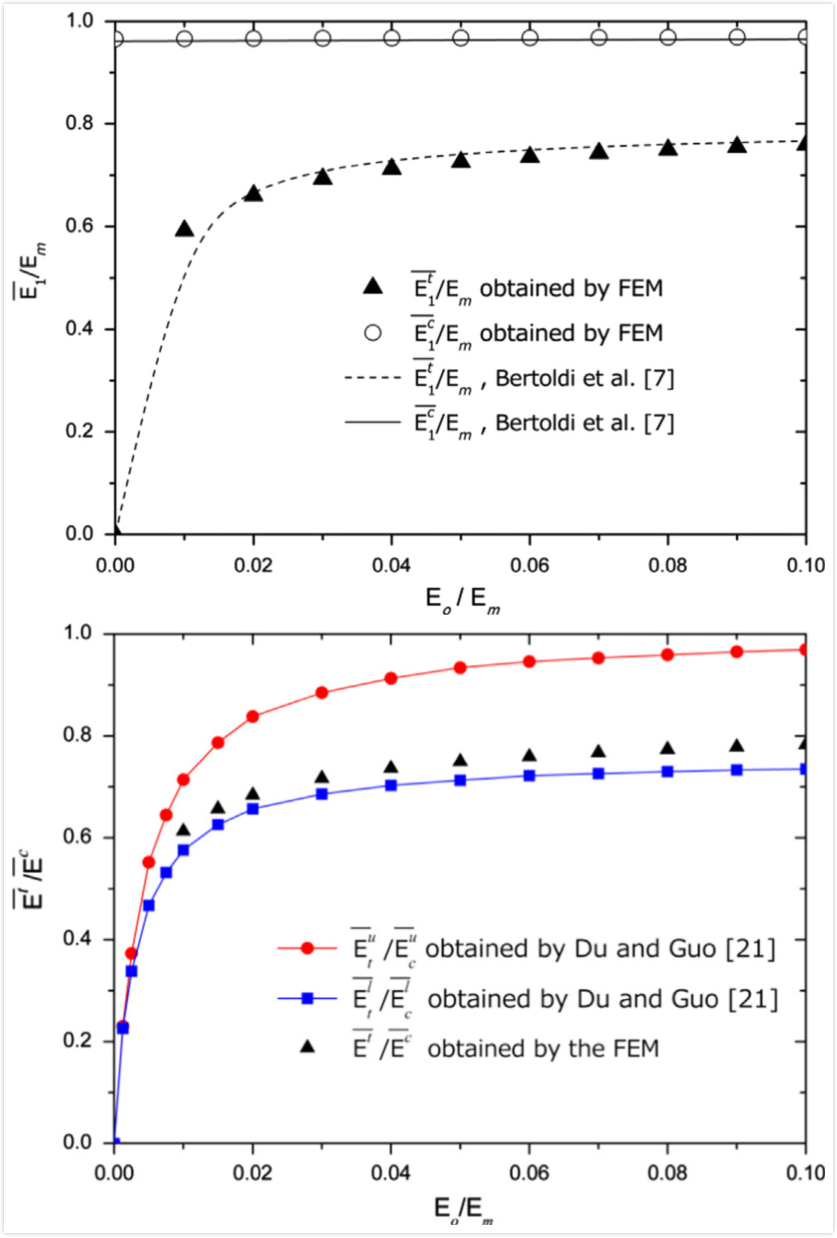 1.0
0.8
0.6
0.4
0.2
0.0
E̅₁/Eₘ
E̅₁ᵗ/Eₘ obtained by FEM
E̅₁ᶜ/Eₘ obtained by FEM
E̅₁ᵗ/Eₘ , Bertoldi et al. [7]
E̅₁ᶜ/Eₘ , Bertoldi et al. [7]
0.00 0.02 0.04 0.06 0.08 0.10
Eₒ / Eₘ
1.0
0.8
0.6
0.4
0.2
0.0
E̅ᵗ/E̅ᶜ
E̅ₜᵘ/E̅꜀ᵘ obtained by Du and Guo [21]
E̅ₜˡ/E̅꜀ˡ obtained by Du and Guo [21]
E̅ᵗ/E̅ᶜ obtained by the FEM
0.00 0.02 0.04 0.06 0.08 0.10
Eₒ/Eₘ